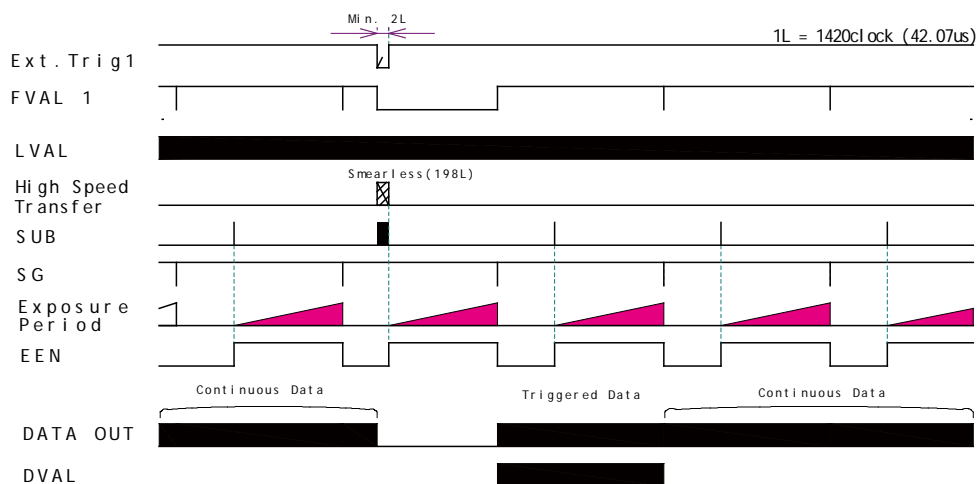 Min. 2L
1L = 1420clock (42.07us)
Ext.Trig1
FVAL 1
LVAL
Smearless(198L)
High Speed
Transfer
SUB
SG
Exposure
Period
EEN
Continuous Data
Triggered Data
Continuous Data
DATA OUT
DVAL